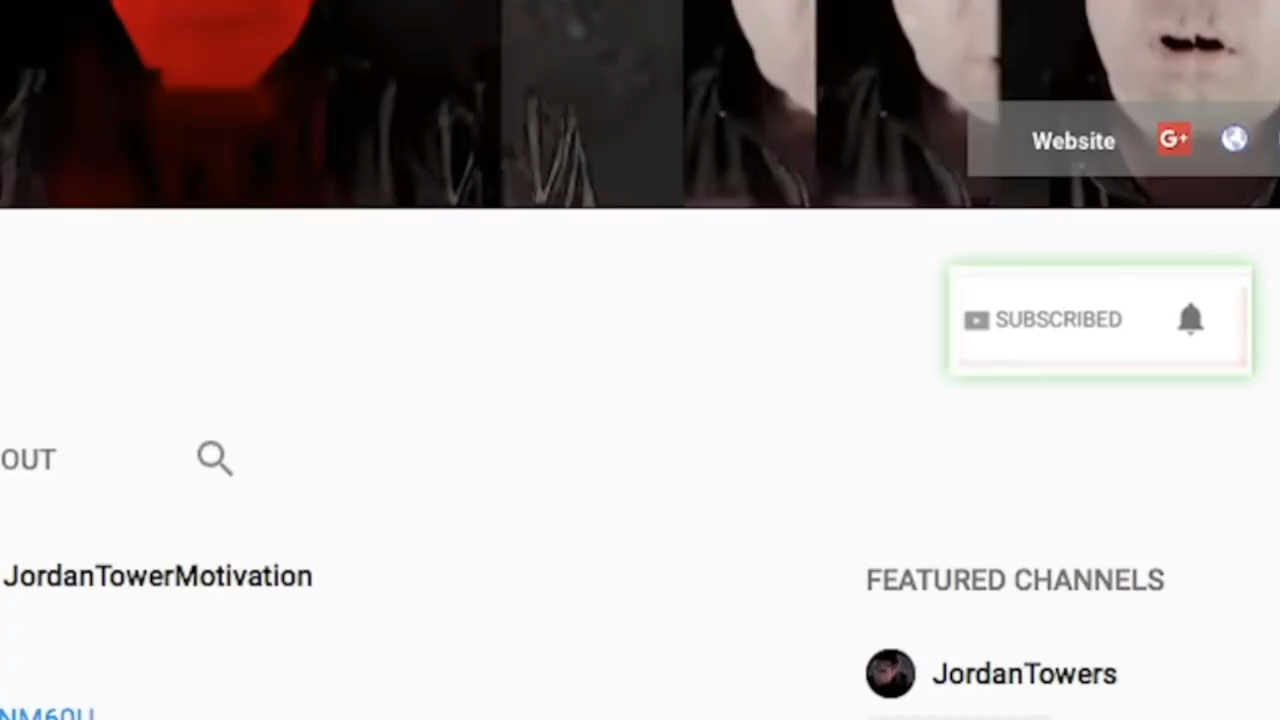 Website G+
SUBSCRIBED
OUT
JordanTowerMotivation
FEATURED CHANNELS
JordanTowers